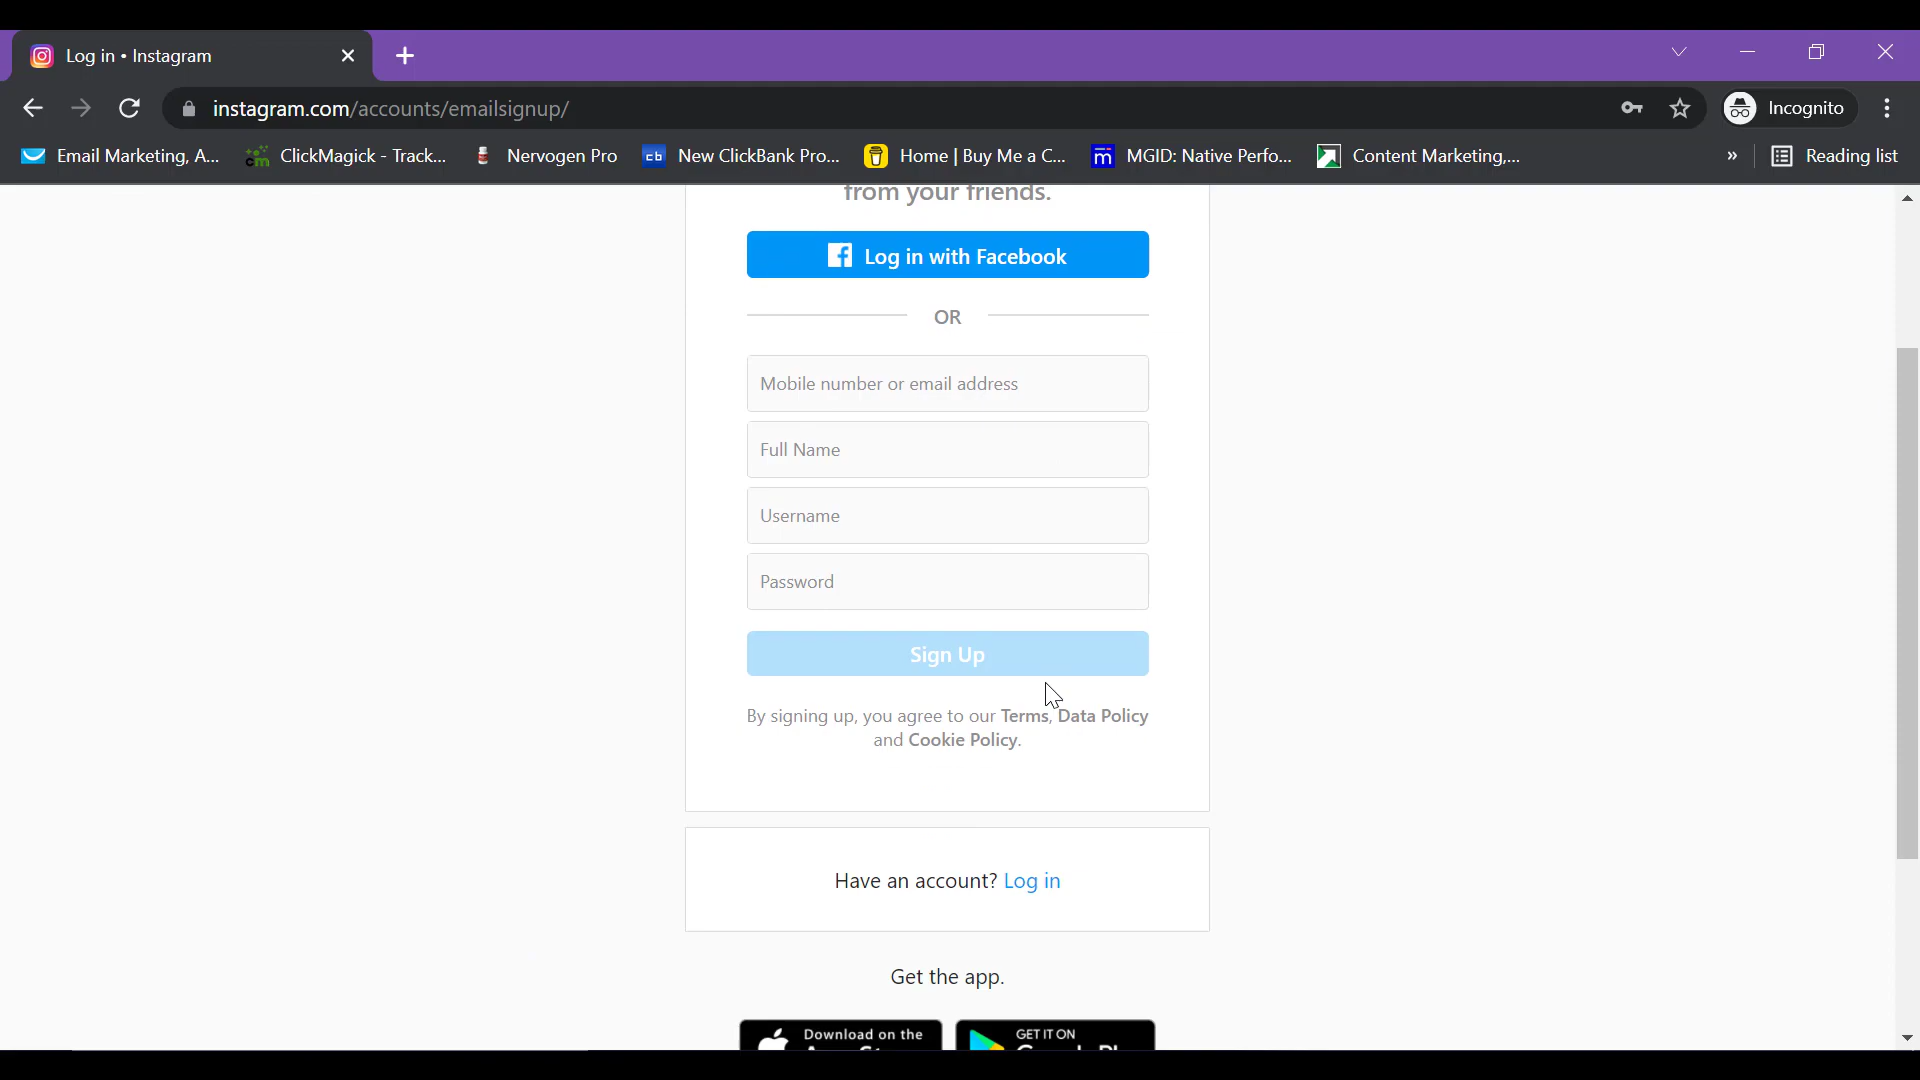 Log in • Instagram
instagram.com/accounts/emailsignup/
Incognito
Email Marketing, A...
ClickMagick - Track...
Nervogen Pro
cb New ClickBank Pro...
Home | Buy Me a C...
m MGID: Native Perfo...
Content Marketing,...
»
Reading list
from your friends.
Log in with Facebook
OR
Mobile number or email address
Full Name
Username
Password
Sign Up
By signing up, you agree to our Terms, Data Policy
and Cookie Policy.
Have an account? Log in
Get the app.
Download on the
GET IT ON